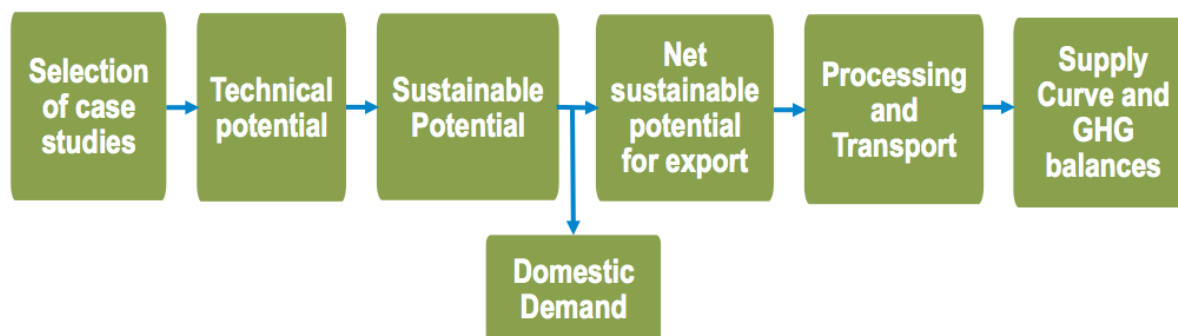 Selection
of case
studies
Technical
potential
Sustainable
Potential
Net
sustainable
potential
for export
Processing
and
Transport
Supply
Curve and
GHG
balances
Domestic
Demand